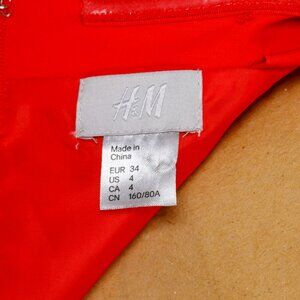 H&M
Made in
China
EUR 34
US 4
CA 4
CN 160/80A